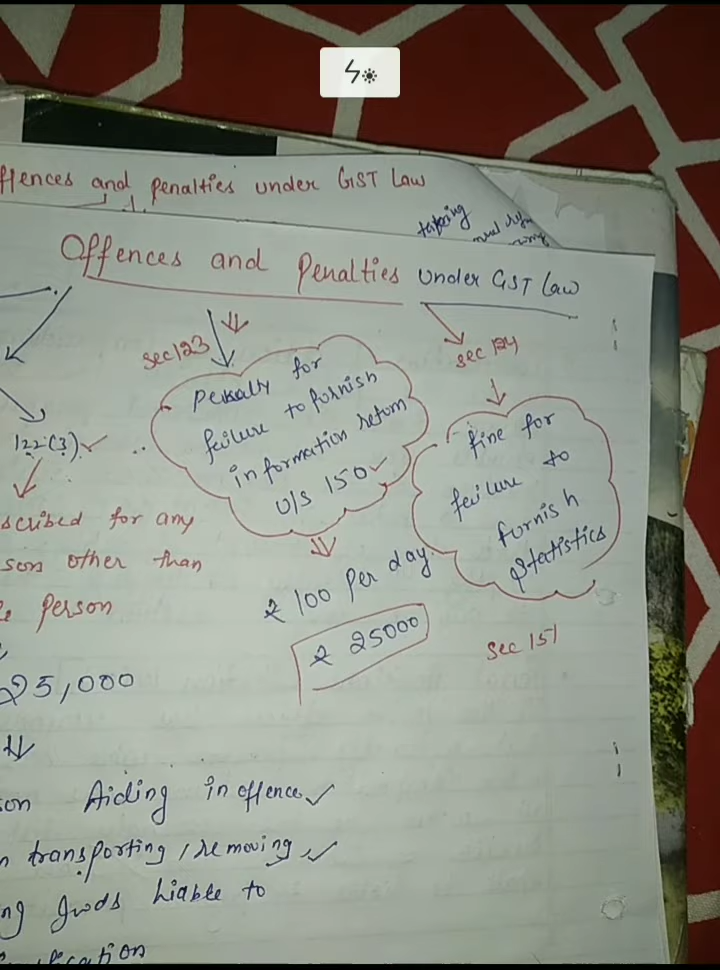 ffences and penalties under GST Law
Offences and Penalties under GST Law
sec 123
penalty for
failure to furnish
information return
u/s 150
₹ 100 per day
₹ 25000
sec 124
fine for
failure to
furnish
statistics
sec 151
122(3)
scribed for any
son other than
person
25,000
son Aiding in offence
n transporting / removing
ng goods liable to
ication